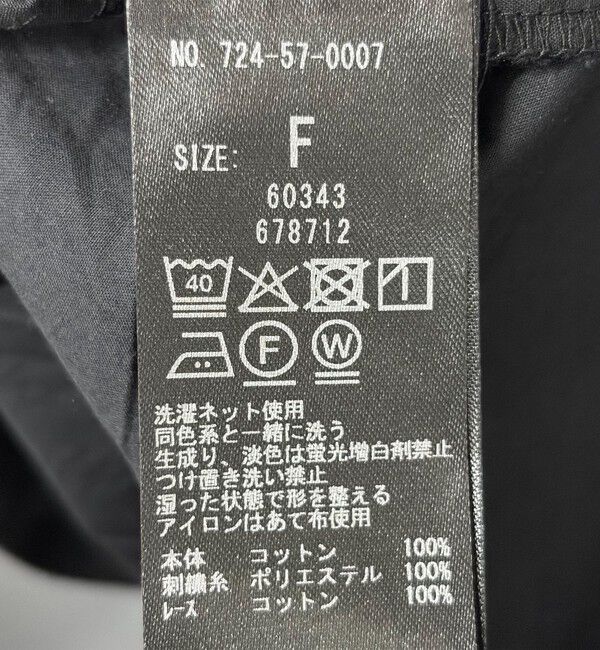 NO. 724-57-0007
SIZE: F
60343
678712
40
F W
洗濯ネット使用
同色系と一緒に洗う
生成り、淡色は蛍光増白剤禁止
つけ置き洗い禁止
湿った状態で形を整える
アイロンはあて布使用
本体 コットン 100%
刺繍糸 ポリエステル 100%
ﾚｰｽ コットン 100%